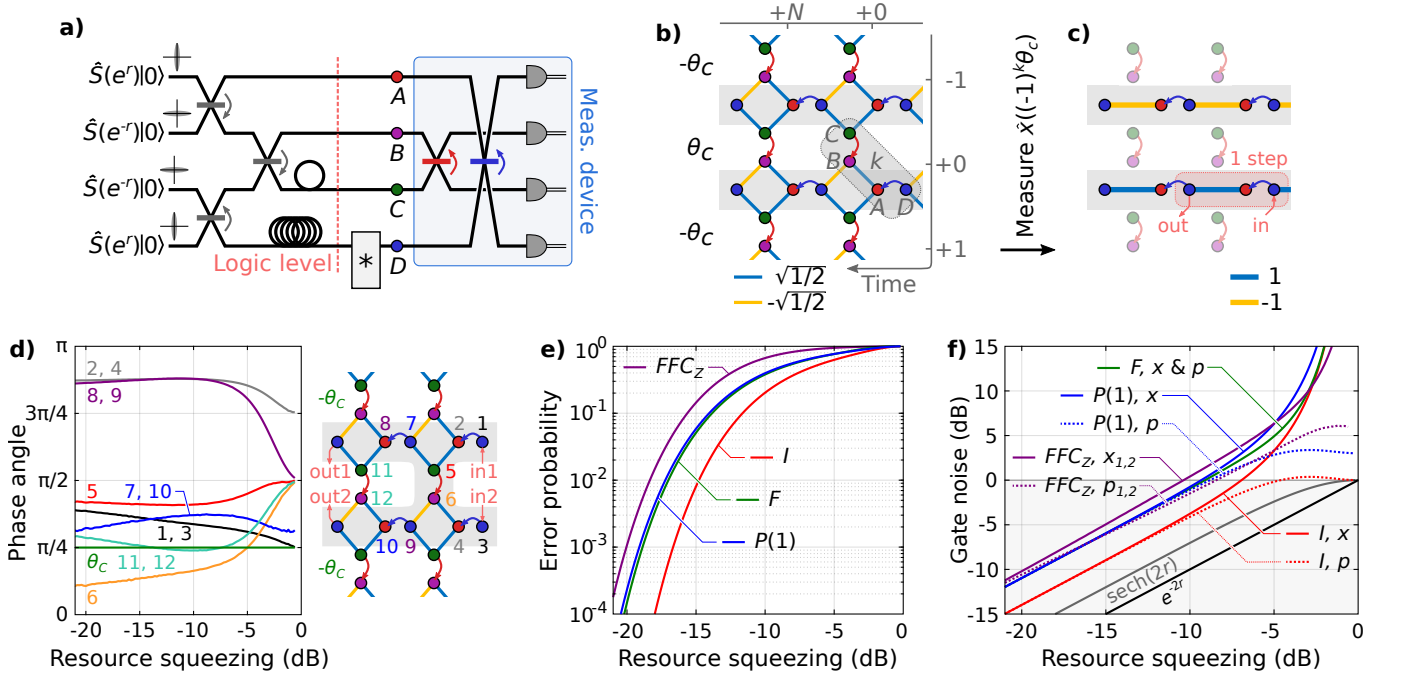 a)
Ŝ(eʳ)|0⟩
Ŝ(e⁻ʳ)|0⟩
Ŝ(e⁻ʳ)|0⟩
Ŝ(eʳ)|0⟩
Logic level
*
A
B
C
D
Meas. device
b)
+N
+0
-θ_C
θ_C
-θ_C
C
B
k
A
D
-1
+0
+1
Time
√1/2
-√1/2
Measure x̂((-1)ᵏθ_c)
c)
1 step
out
in
1
-1
d)
Phase angle
π
3π/4
π/2
π/4
0
2, 4
8, 9
5
7, 10
1, 3
θ_C
11, 12
6
-20
-15
-10
-5
0
Resource squeezing (dB)
-θ_C
8
7
2
1
out1
11
5
in1
out2
12
6
in2
10
9
4
3
-θ_C
e)
Error probability
10⁰
10⁻¹
10⁻²
10⁻³
10⁻⁴
FFC_Z
I
F
P(1)
-20
-15
-10
-5
0
Resource squeezing (dB)
f)
Gate noise (dB)
15
10
5
0
-5
-10
-15
F, x & p
P(1), x
P(1), p
FFC_Z, x_1,2
FFC_Z, p_1,2
I, x
I, p
sech(2r)
e⁻²ʳ
-20
-15
-10
-5
0
Resource squeezing (dB)